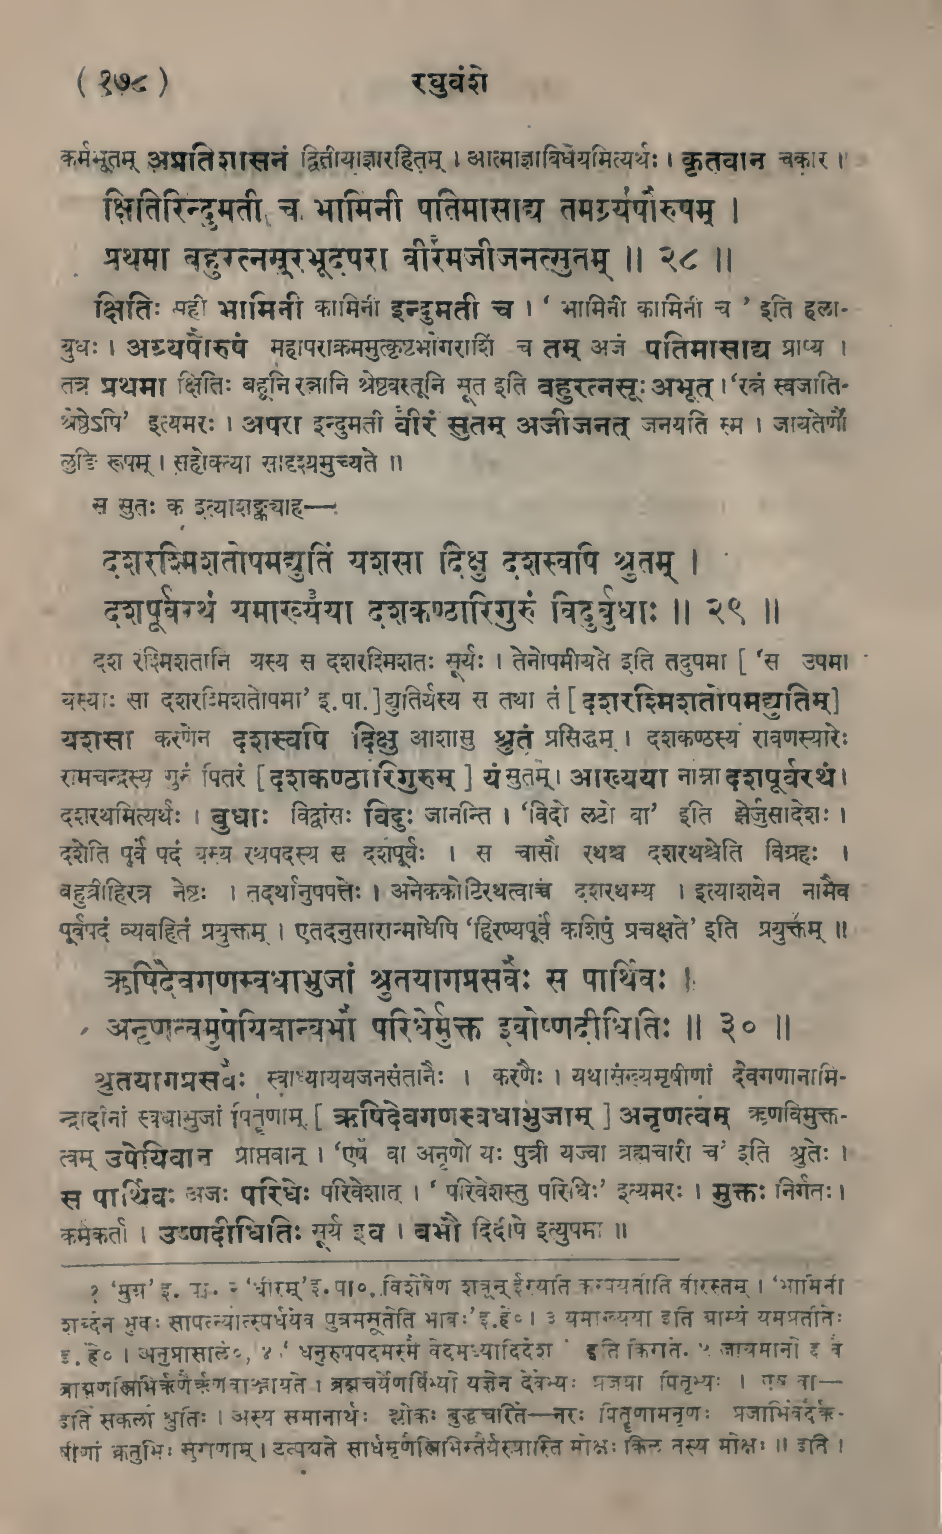 ( १७८ ) रघुवंशे
कर्मभूतम् अप्रतिशासनं द्वितीयाज्ञारहितम् । आत्माज्ञाविधेयमित्यर्थः । कृतवान चकार ।
क्षितिरिन्दुमती च भामिनी पतिमासाद्य तमग्र्यपौरुषम् ।
प्रथमा बहुरत्नसूरभूदपरा वीरमजीजनत्सुतम् ॥ २८ ॥
क्षितिः मही भामिनी कामिनी इन्दुमती च । ‘ भामिनी कामिनी च ’ इति हला-
युधः । अग्र्यपौरुषं महापराक्रममुत्कृष्टभोगराशिं च तम् अजं पतिमासाद्य प्राप्य ।
तत्र प्रथमा क्षितिः बहूनि रत्नानि श्रेष्ठवस्तूनि सूत इति बहुरत्नसूः अभूत् । ‘रत्नं स्वजाति-
श्रेष्ठेऽपि’ इत्यमरः । अपरा इन्दुमती वीरं सुतम् अजीजनत् जनयति स्म । जायतेर्णौ
लुङि रूपम् । सहोक्त्या सादृश्यमुच्यते ॥
स सुतः क इत्याशङ्क्याह—
दशरश्मिशतोपमद्युतिं यशसा दिक्षु दशस्वपि श्रुतम् ।
दशपूर्वरथं यमाख्यया दशकण्ठारिगुरुं विदुर्बुधाः ॥ २९ ॥
दश रश्मिशतानि यस्य स दशरश्मिशतः सूर्यः । तेनोपमीयते इति तदुपमा [ ‘स उपमा
यस्याः सा दशरश्मिशतोपमा’ इ. पा. ] द्युतिर्यस्य स तथा तं [ दशरश्मिशतोपमद्युतिम्]
यशसा करणेन दशस्वपि दिक्षु आशासु श्रुतं प्रसिद्धम् । दशकण्ठस्य रावणस्यारेः
रामचन्द्रस्य गुरुं पितरं [ दशकण्ठारिगुरुम् ] यं सुतम् । आख्यया नाम्ना दशपूर्वरथं ।
दशरथमित्यर्थः । बुधाः विद्वांसः विदुः जानन्ति । ‘विदो लटो वा’ इति झेर्जुसादेशः ।
दशेति पूर्वं पदं यस्य रथपदस्य स दशपूर्वः । स चासौ रथश्च दशरथश्चेति विग्रहः ।
बहुव्रीहिरत्र नेष्टः । तदर्थानुपपत्तेः । अनेककोटिरथत्वाच्च दशरथस्य । इत्याशयेन नामैव
पूर्वपदं व्यवहितं प्रयुक्तम् । एतदनुसारान्माघेपि ‘हिरण्यपूर्वं कशिपुं प्रचक्षते’ इति प्रयुक्तम् ॥
ऋषिदेवगणस्वधाभुजां श्रुतयागप्रसवैः स पार्थिवः ।
अनृणत्वमुपेयिवान्बभौ परिधेर्मुक्त इवोष्णदीधितिः ॥ ३० ॥
श्रुतयागप्रसवैः स्वाध्याययजनसंतानैः । करणैः । यथासंख्यमृषीणां देवगणानामि-
न्द्रादीनां स्वधाभुजां पितॄणाम् [ ऋषिदेवगणस्वधाभुजाम् ] अनृणत्वम् ऋणविमुक्त-
त्वम् उपेयिवान प्राप्तवान् । ‘एष वा अनृणो यः पुत्री यज्वा ब्रह्मचारी च’ इति श्रुतेः ।
स पार्थिवः अजः परिधेः परिवेशात् । ‘ परिवेशस्तु परिधिः’ इत्यमरः । मुक्तः निर्गतः ।
कर्मकर्ता । उष्णदीधितिः सूर्य इव । बभौ दिदीपे इत्युपमा ॥
१ ‘मुग्र’ इ. पा. २ ‘धीरम्’ इ. पा०. विशेषेण शत्रून् ईरयति कम्पयतीति वीरस्तम् । ‘भामिनी
शब्देन भुवः सापत्न्यात्स्पर्धयेव पुत्रमसूतेति भावः’ इ.हे० । ३ यमाख्यया इति ग्राम्यं यमप्रतीतेः
इ. हे० । अनुप्रासालं०, ४ इति किराते. ५ जायमानो ह वै
ब्राह्मणस्त्रिभिर्ऋणैर्ऋणवाञ्जायते । ब्रह्मचर्येणर्षिभ्यो यज्ञेन देवेभ्यः प्रजया पितृभ्यः । एष वा—
इति सकला श्रुतिः । अस्य समानार्थः श्लोकः बुद्धचरिते—नरः पितॄणामनृणः प्रजाभिर्वेदैर्ऋ-
षीणां क्रतुभिः सुराणाम् । उत्पद्यते सार्धमृणैस्त्रिभिस्तैर्यस्यास्ति मोक्षः किल तस्य मोक्षः ॥ इति ।